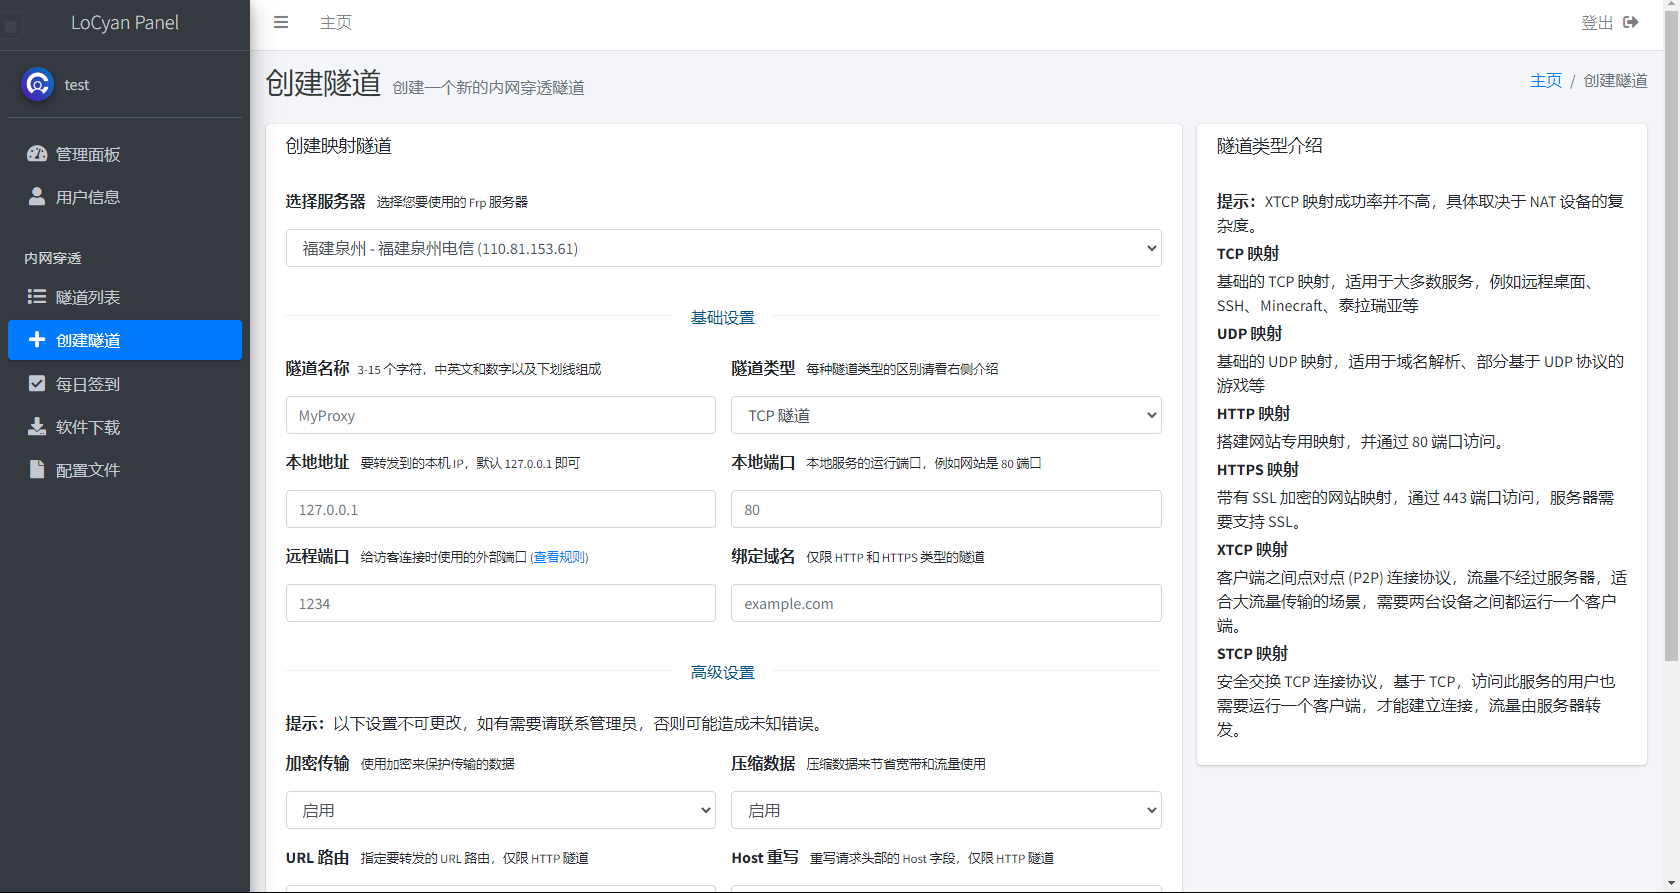 LoCyan Panel
主页
登出
test
管理面板
用户信息
内网穿透
隧道列表
创建隧道
每日签到
软件下载
配置文件
创建隧道 创建一个新的内网穿透隧道
主页 / 创建隧道
创建映射隧道
选择服务器 选择您要使用的 Frp 服务器
福建泉州 - 福建泉州电信 (110.81.153.61)
基础设置
隧道名称 3-15 个字符，中英文和数字以及下划线组成
隧道类型 每种隧道类型的区别请看右侧介绍
MyProxy
TCP 隧道
本地地址 要转发到的本机 IP，默认 127.0.0.1 即可
本地端口 本地服务的运行端口，例如网站是 80 端口
127.0.0.1
80
远程端口 给访客连接时使用的外部端口 (查看规则)
绑定域名 仅限 HTTP 和 HTTPS 类型的隧道
1234
example.com
高级设置
提示：以下设置不可更改，如有需要请联系管理员，否则可能造成未知错误。
加密传输 使用加密来保护传输的数据
压缩数据 压缩数据来节省宽带和流量使用
启用
启用
URL 路由 指定要转发的 URL 路由，仅限 HTTP 隧道
Host 重写 重写请求头部的 Host 字段，仅限 HTTP 隧道
隧道类型介绍
提示：XTCP 映射成功率并不高，具体取决于 NAT 设备的复
杂度。
TCP 映射
基础的 TCP 映射，适用于大多数服务，例如远程桌面、
SSH、Minecraft、泰拉瑞亚等
UDP 映射
基础的 UDP 映射，适用于域名解析、部分基于 UDP 协议的
游戏等
HTTP 映射
搭建网站专用映射，并通过 80 端口访问。
HTTPS 映射
带有 SSL 加密的网站映射，通过 443 端口访问，服务器需
要支持 SSL。
XTCP 映射
客户端之间点对点 (P2P) 连接协议，流量不经过服务器，适
合大流量传输的场景，需要两台设备之间都运行一个客户
端。
STCP 映射
安全交换 TCP 连接协议，基于 TCP，访问此服务的用户也
需要运行一个客户端，才能建立连接，流量由服务器转
发。